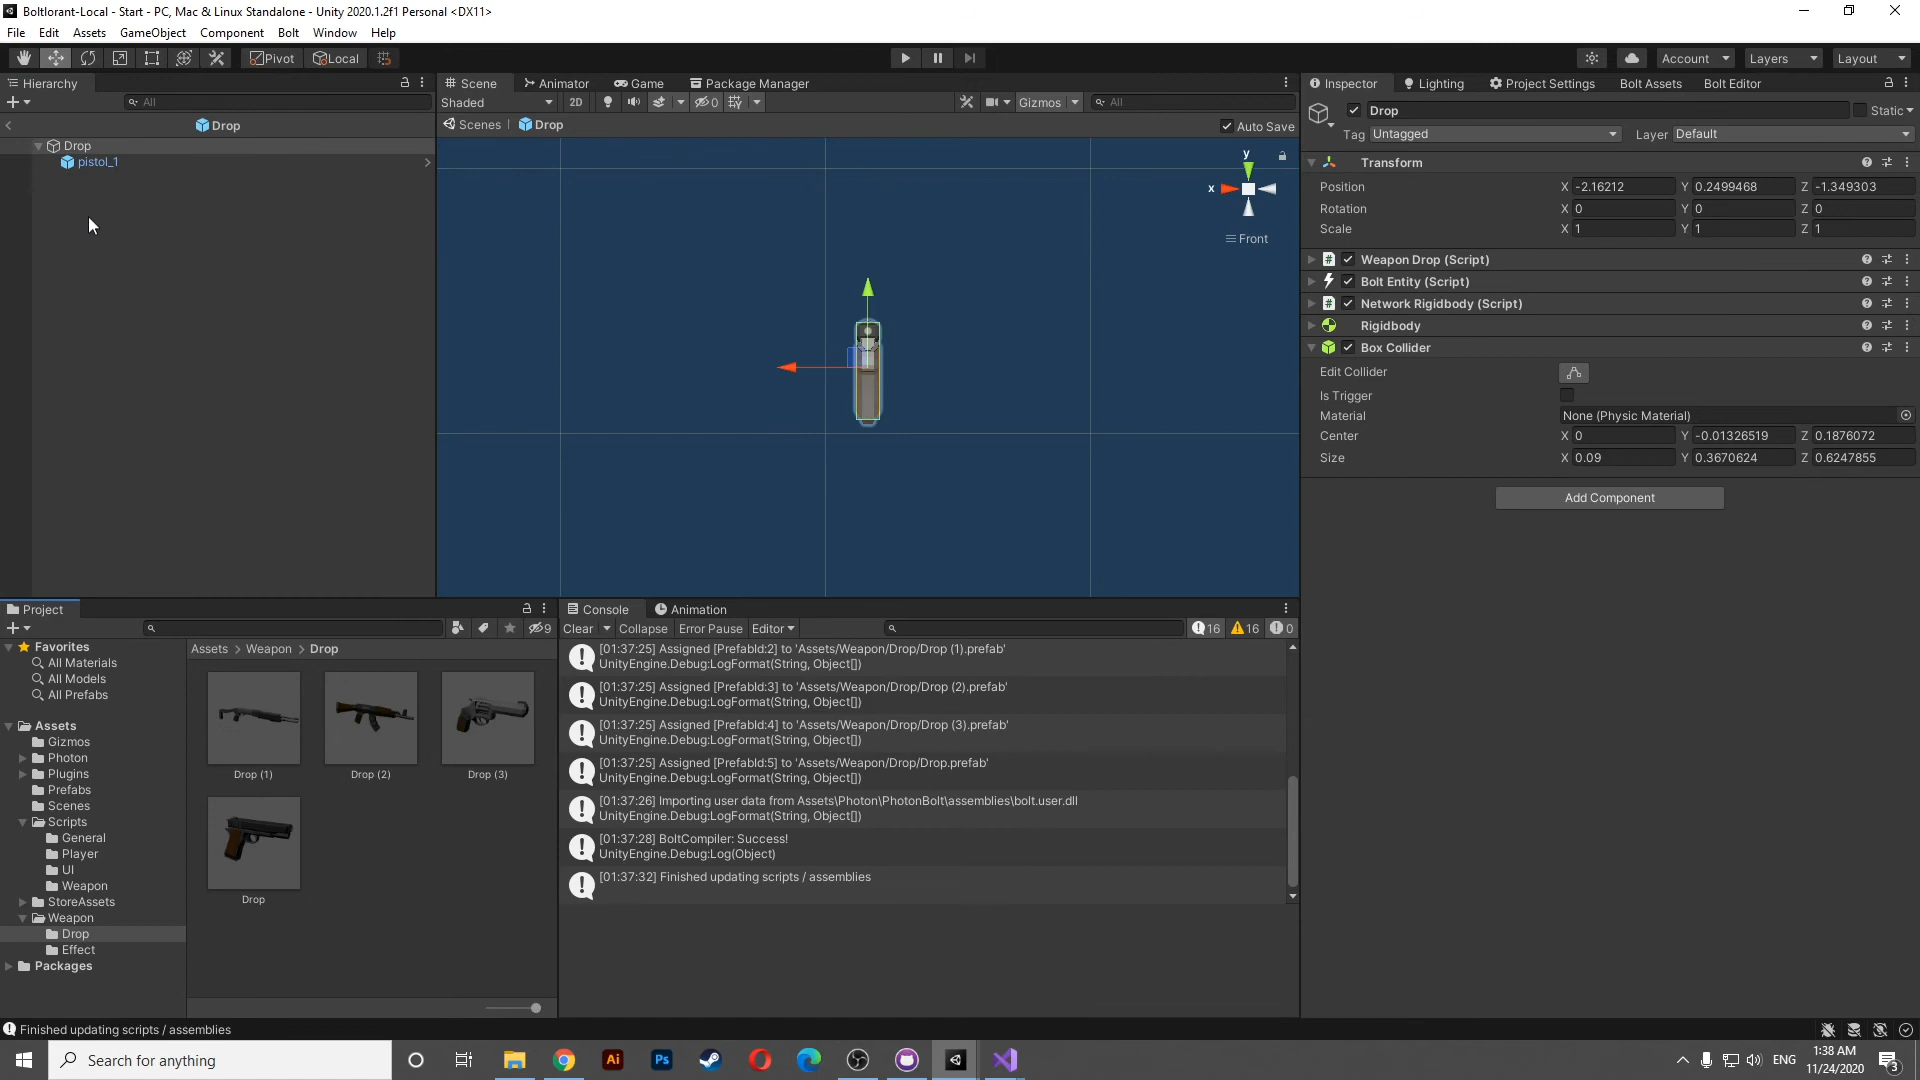 Boltlorant-Local - Start - PC, Mac & Linux Standalone - Unity 2020.1.2f1 Personal <DX11>
File Edit Assets GameObject Component Bolt Window Help
Pivot Local Account Layers Layout
Hierarchy
All
Drop
Drop
pistol_1
Scene Animator Game Package Manager
Shaded 2D 0 Gizmos All
Scenes Drop Auto Save
y
x
Front
Inspector Lighting Project Settings Bolt Assets Bolt Editor
Drop Static
Tag Untagged Layer Default
Transform
Position X -2.16212 Y 0.2499468 Z -1.349303
Rotation X 0 Y 0 Z 0
Scale X 1 Y 1 Z 1
Weapon Drop (Script)
Bolt Entity (Script)
Network Rigidbody (Script)
Rigidbody
Box Collider
Edit Collider
Is Trigger
Material None (Physic Material)
Center X 0 Y -0.01326519 Z 0.1876072
Size X 0.09 Y 0.3670624 Z 0.6247855
Add Component
Project
9
Favorites
All Materials
All Models
All Prefabs
Assets
Gizmos
Photon
Plugins
Prefabs
Scenes
Scripts
General
Player
UI
Weapon
StoreAssets
Weapon
Drop
Effect
Packages
Assets > Weapon > Drop
Drop (1) Drop (2) Drop (3)
Drop
Console Animation
Clear Collapse Error Pause Editor 16 16 0
[01:37:25] Assigned [PrefabId:2] to 'Assets/Weapon/Drop/Drop (1).prefab'
UnityEngine.Debug:LogFormat(String, Object[])
[01:37:25] Assigned [PrefabId:3] to 'Assets/Weapon/Drop/Drop (2).prefab'
UnityEngine.Debug:LogFormat(String, Object[])
[01:37:25] Assigned [PrefabId:4] to 'Assets/Weapon/Drop/Drop (3).prefab'
UnityEngine.Debug:LogFormat(String, Object[])
[01:37:25] Assigned [PrefabId:5] to 'Assets/Weapon/Drop/Drop.prefab'
UnityEngine.Debug:LogFormat(String, Object[])
[01:37:26] Importing user data from Assets\Photon\PhotonBolt\assemblies\bolt.user.dll
UnityEngine.Debug:LogFormat(String, Object[])
[01:37:28] BoltCompiler: Success!
UnityEngine.Debug:Log(Object)
[01:37:32] Finished updating scripts / assemblies
Finished updating scripts / assemblies
Search for anything
Ai Ps
ENG
1:38 AM
11/24/2020
3